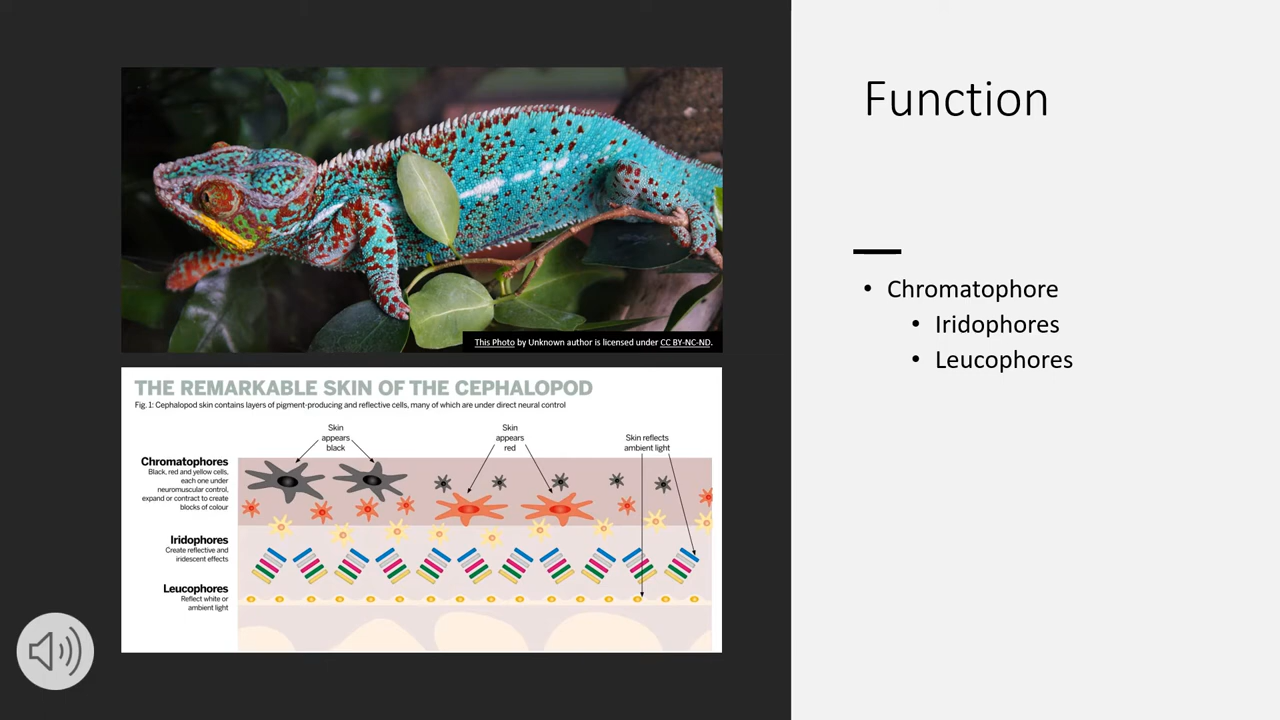 Function
• Chromatophore
• Iridophores
• Leucophores
This Photo by Unknown author is licensed under CC BY-NC-ND.
THE REMARKABLE SKIN OF THE CEPHALOPOD
Fig. 1: Cephalopod skin contains layers of pigment-producing and reflective cells, many of which are under direct neural control
Skin
appears
black
Skin
appears
red
Skin reflects
ambient light
Chromatophores
Black, red and yellow cells,
each one under
neuromuscular control,
expand or contract to create
blocks of colour
Iridophores
Create reflective and
iridescent effects
Leucophores
Reflect white or
ambient light